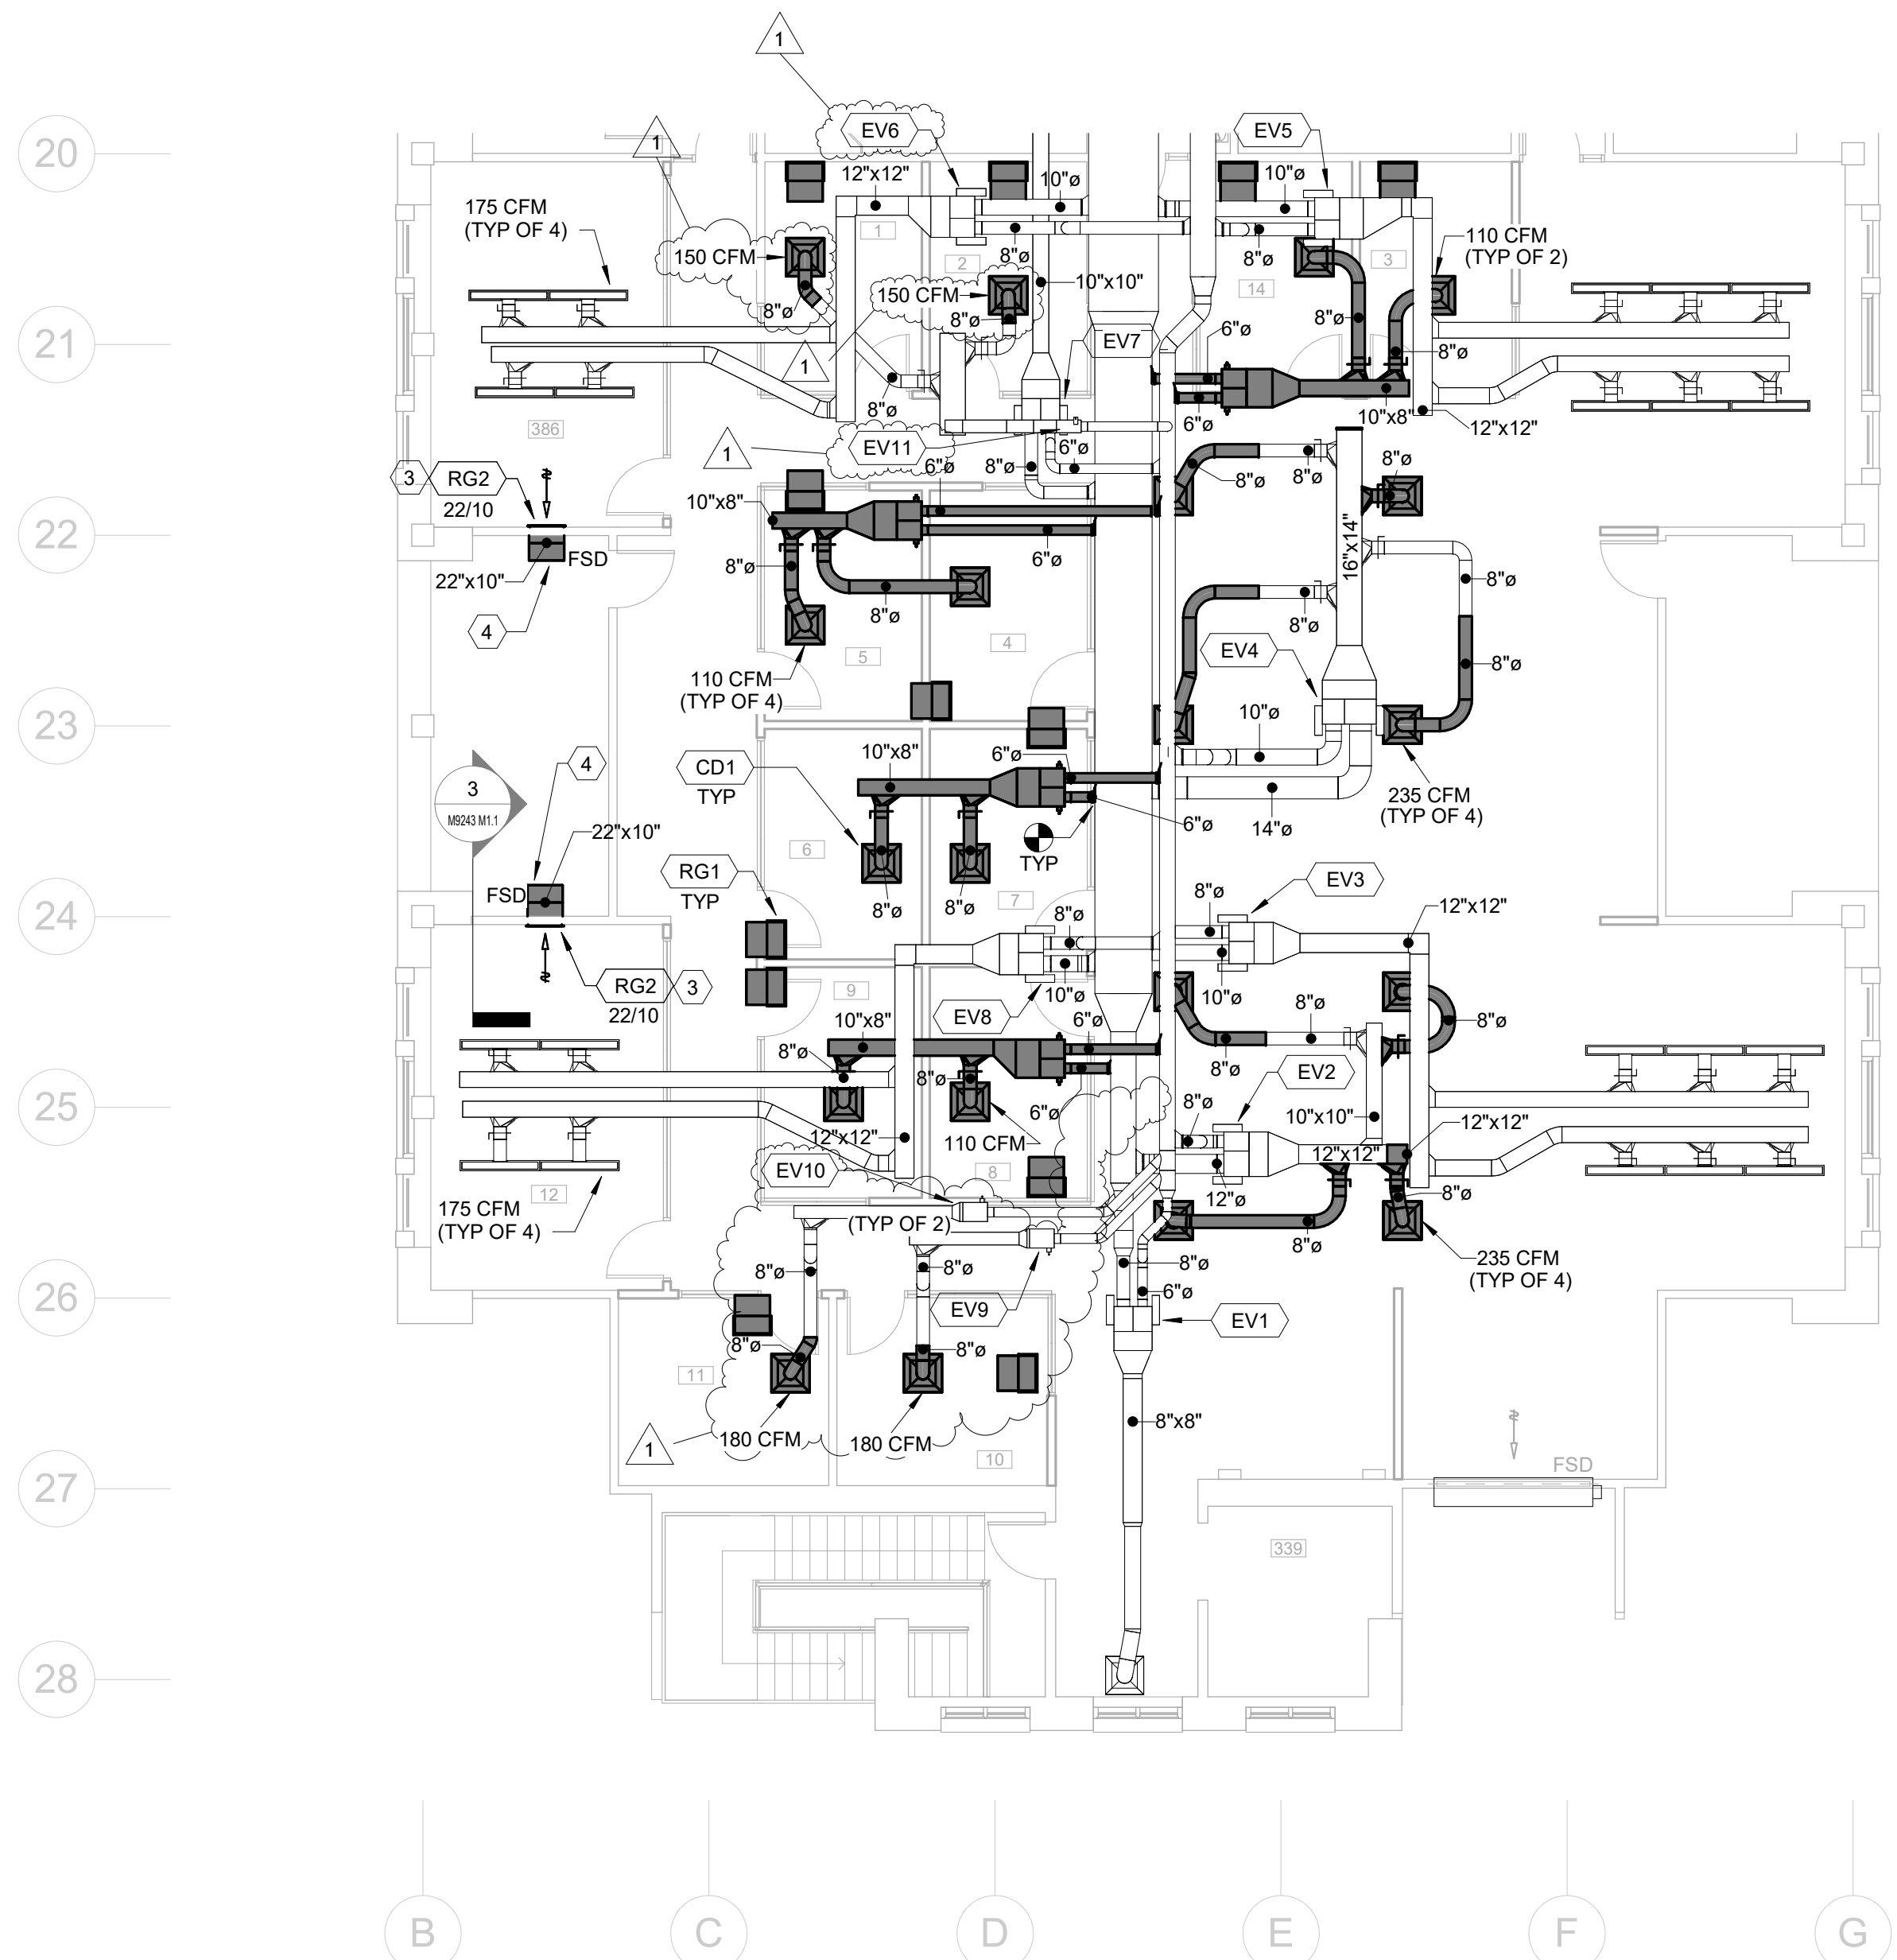 1
20
1
EV6
EV5
175 CFM
(TYP OF 4)
12"x12"
10"ø
10"ø
1
150 CFM
2
8"ø
8"ø
3
110 CFM
(TYP OF 2)
14
150 CFM
10"x10"
8"ø
8"ø
8"ø
6"ø
21
EV7
8"ø
1
8"ø
10"x8"
6"ø
12"x12"
386
1
EV11
6"ø
3
RG2
22/10
6"ø
8"ø
6"ø
8"ø
8"ø
8"ø
10"x8"
22
FSD
22"x10"
8"ø
6"ø
16"x14"
8"ø
8"ø
8"ø
4
5
4
EV4
8"ø
110 CFM
(TYP OF 4)
23
10"ø
10"x8"
6"ø
4
CD1
TYP
3
M9243 M1.1
235 CFM
(TYP OF 4)
22"x10"
6"ø
14"ø
6
TYP
RG1
TYP
FSD
7
EV3
24
8"ø
8"ø
8"ø
8"ø
12"x12"
RG2
3
22/10
9
10"ø
10"ø
EV8
8"ø
8"ø
10"x8"
6"ø
8"ø
8"ø
8"ø
EV2
25
8"ø
6"ø
10"x10"
12"x12"
12"x12"
110 CFM
12"x12"
EV10
8
12"ø
8"ø
12
175 CFM
(TYP OF 4)
(TYP OF 2)
8"ø
8"ø
8"ø
8"ø
235 CFM
(TYP OF 4)
26
6"ø
EV9
EV1
8"ø
8"ø
11
8"x8"
1
180 CFM
180 CFM
10
FSD
27
339
28
B
C
D
E
F
G